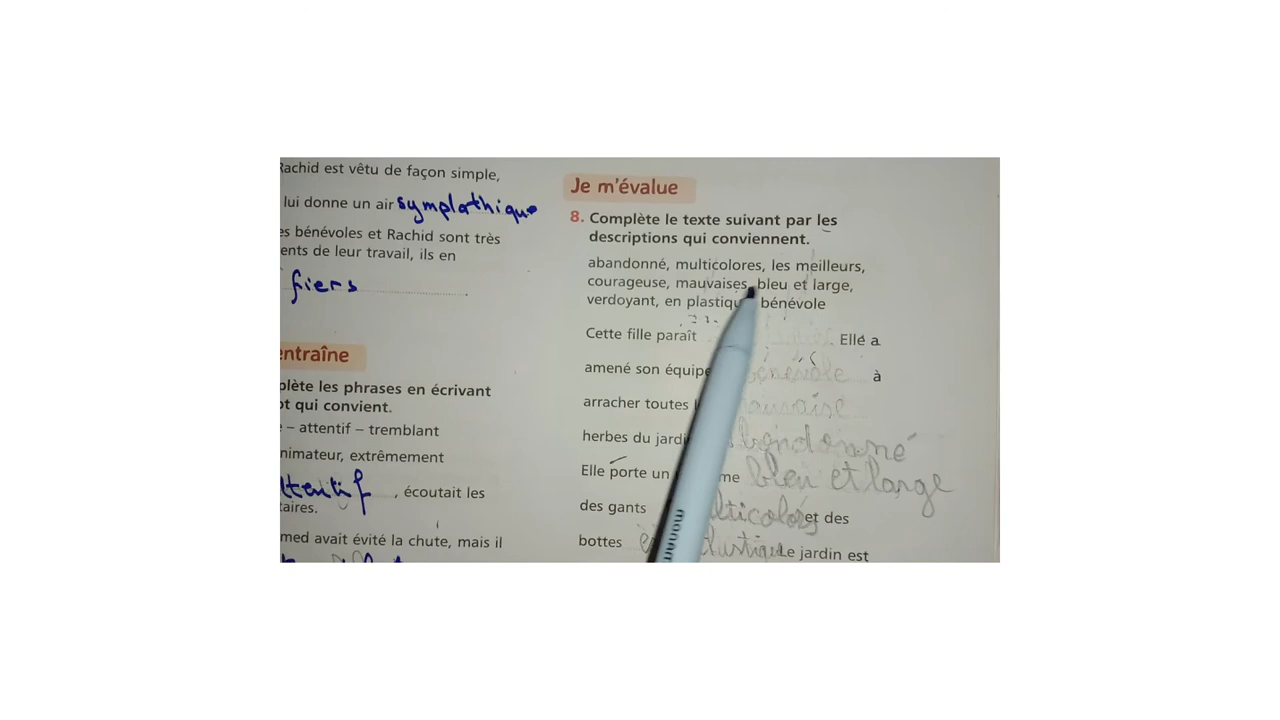 Rachid est vêtu de façon simple,
lui donne un air symplathique
es bénévoles et Rachid sont très
ents de leur travail, ils en
fiers
entraîne
plète les phrases en écrivant
ot qui convient.
– attentif – tremblant
nimateur, extrêmement
ttentif , écoutait les
taires.
med avait évité la chute, mais il
Je m'évalue
8. Complète le texte suivant par les
descriptions qui conviennent.
abandonné, multicolores, les meilleurs,
courageuse, mauvaises, bleu et large,
verdoyant, en plastique, bénévole
Cette fille paraît . Elle a
amené son équipe bénévole à
arracher toutes mauvaise
herbes du jardi abondonné
Elle porte un me bleu et large
des gants lticolors et des
bottes en plastique Le jardin est